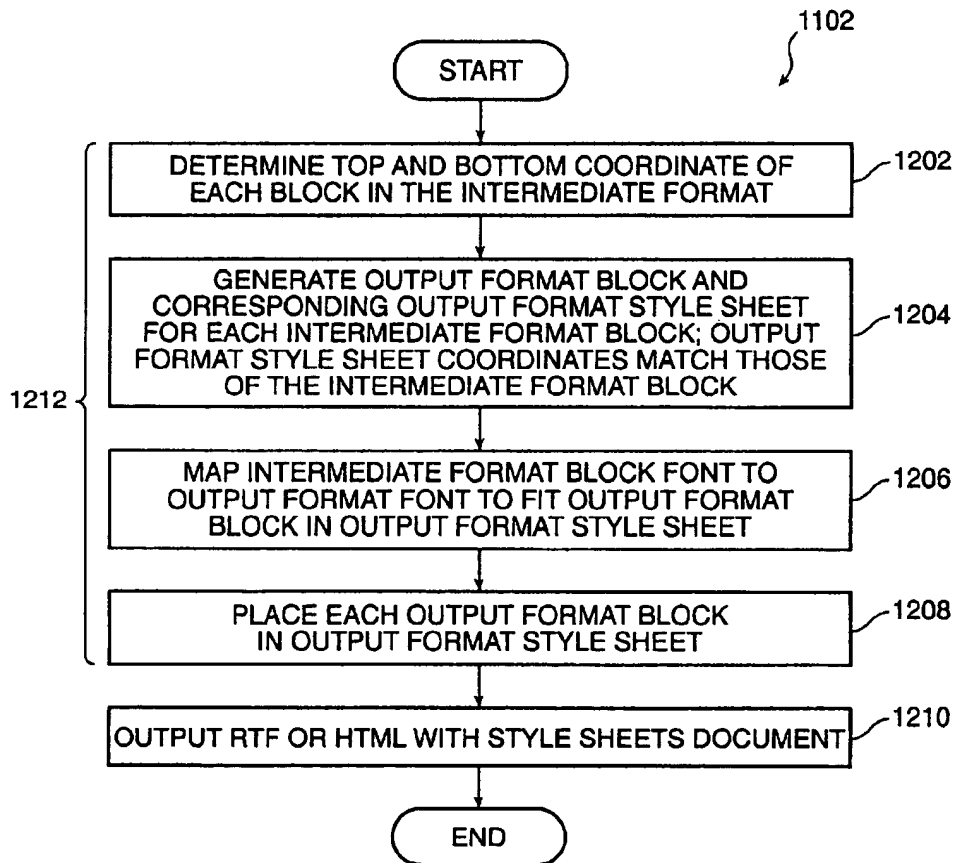 1102
START
DETERMINE TOP AND BOTTOM COORDINATE OF
EACH BLOCK IN THE INTERMEDIATE FORMAT
1202
GENERATE OUTPUT FORMAT BLOCK AND
CORRESPONDING OUTPUT FORMAT STYLE SHEET
FOR EACH INTERMEDIATE FORMAT BLOCK; OUTPUT
FORMAT STYLE SHEET COORDINATES MATCH THOSE
OF THE INTERMEDIATE FORMAT BLOCK
1204
1212
MAP INTERMEDIATE FORMAT BLOCK FONT TO
OUTPUT FORMAT FONT TO FIT OUTPUT FORMAT
BLOCK IN OUTPUT FORMAT STYLE SHEET
1206
PLACE EACH OUTPUT FORMAT BLOCK
IN OUTPUT FORMAT STYLE SHEET
1208
OUTPUT RTF OR HTML WITH STYLE SHEETS DOCUMENT
1210
END